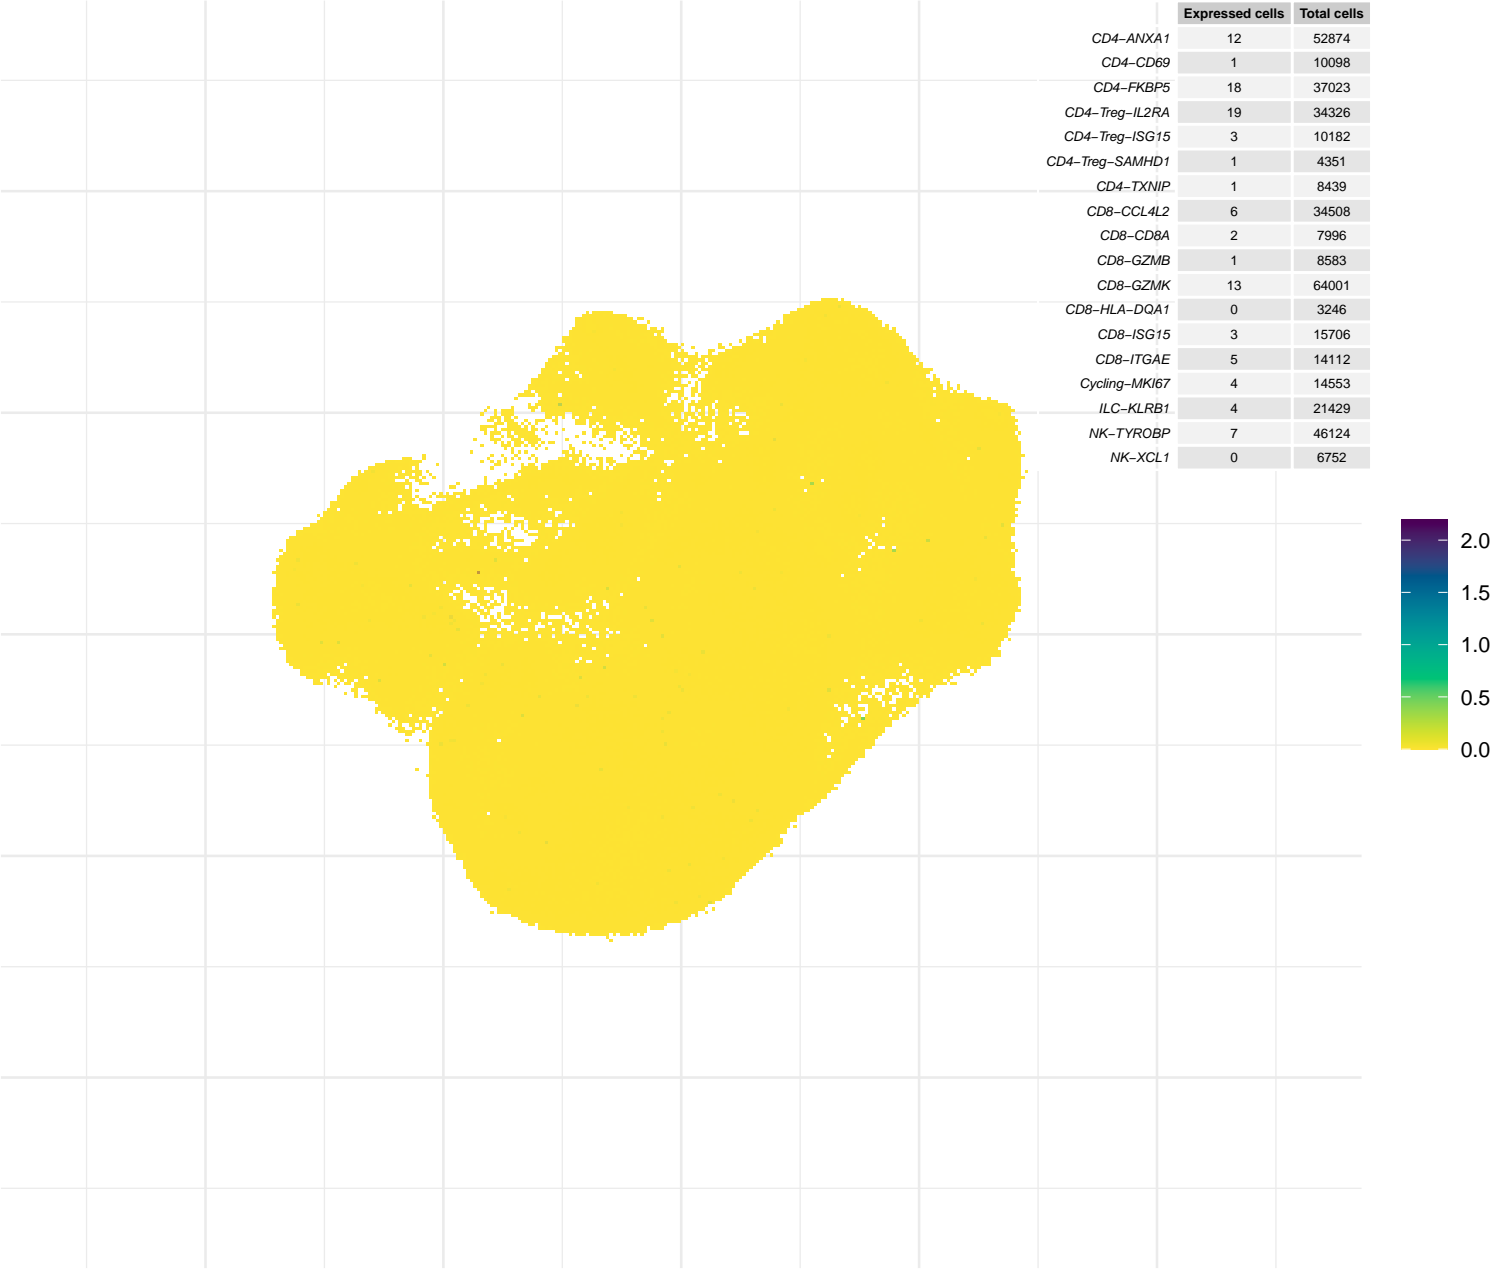 Expressed cells Total cells
CD4−ANXA1 12 52874
CD4−CD69 1 10098
CD4−FKBP5 18 37023
CD4−Treg−IL2RA 19 34326
CD4−Treg−ISG15 3 10182
CD4−Treg−SAMHD1 1 4351
CD4−TXNIP 1 8439
CD8−CCL4L2 6 34508
CD8−CD8A 2 7996
CD8−GZMB 1 8583
CD8−GZMK 13 64001
CD8−HLA−DQA1 0 3246
CD8−ISG15 3 15706
CD8−ITGAE 5 14112
Cycling−MKI67 4 14553
ILC−KLRB1 4 21429
NK−TYROBP 7 46124
NK−XCL1 0 6752
2.0
1.5
1.0
0.5
0.0